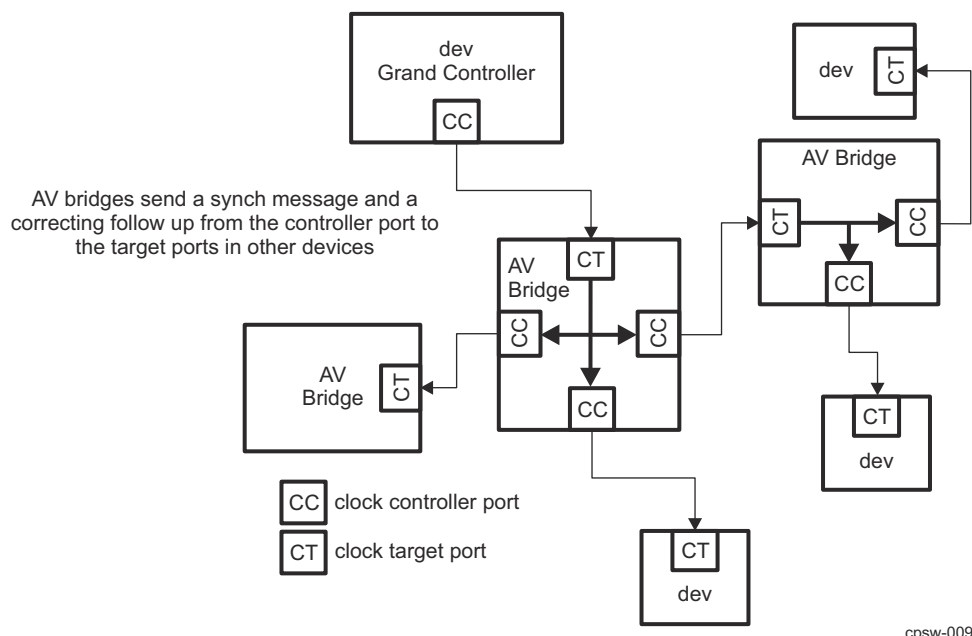 dev
Grand Controller
CC
dev
CT
AV Bridge
CT
CC
CC
AV bridges send a synch message and a
correcting follow up from the controller port to
the target ports in other devices
AV
Bridge
CT
CC
CC
CC
AV
Bridge
CT
CT
dev
CC
clock controller port
CT
clock target port
CT
dev
cpsw-009